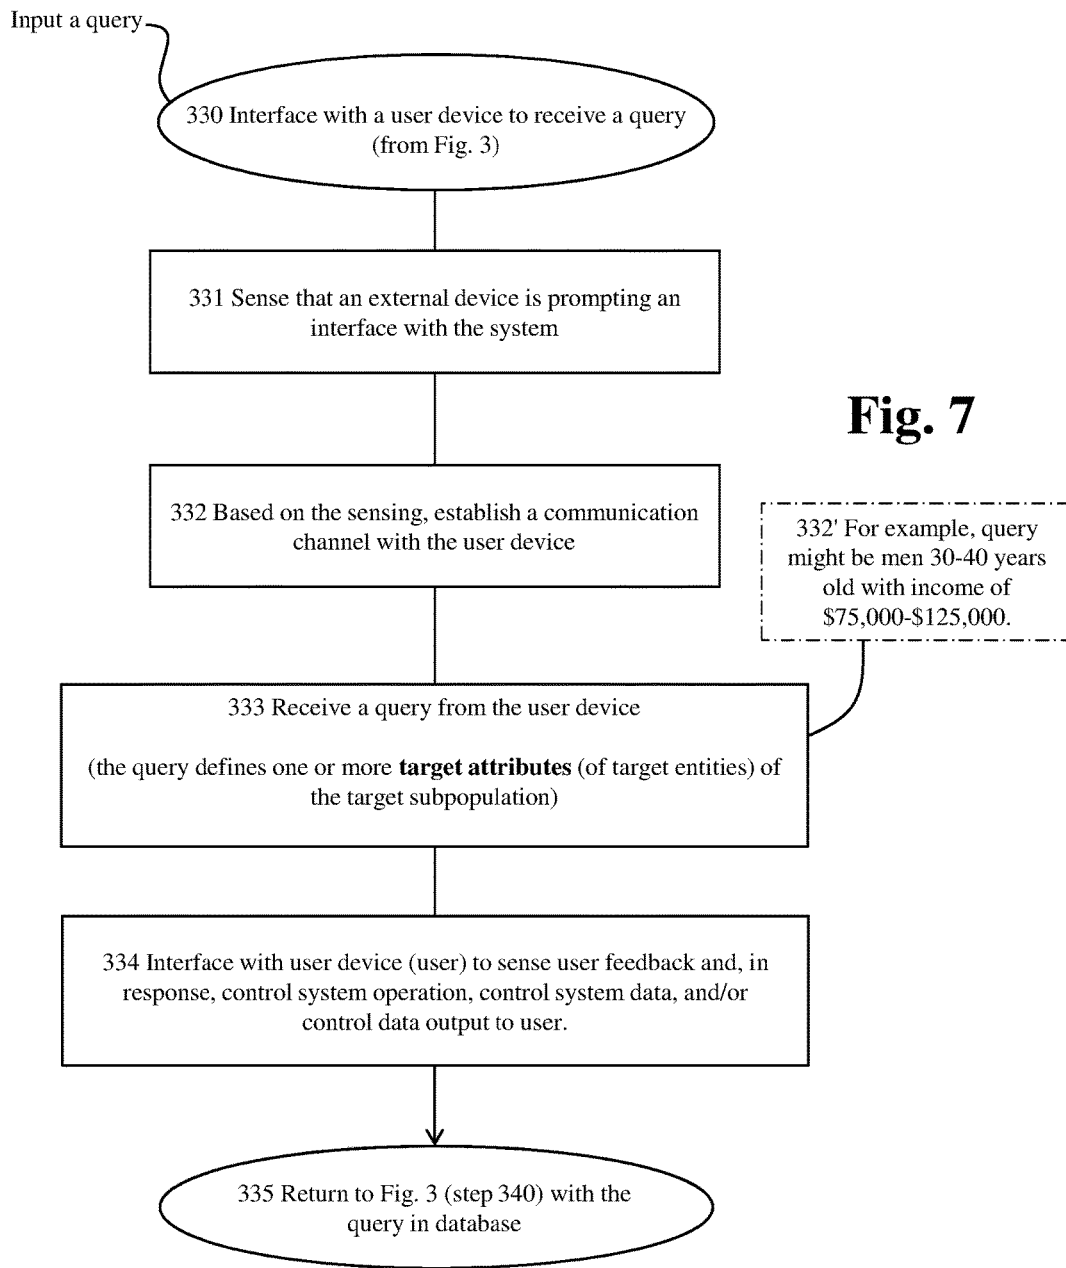 Input a query
330 Interface with a user device to receive a query
(from Fig. 3)
331 Sense that an external device is prompting an
interface with the system
Fig. 7
332 Based on the sensing, establish a communication
channel with the user device
332' For example, query
might be men 30-40 years
old with income of
$75,000-$125,000.
333 Receive a query from the user device
(the query defines one or more target attributes (of target entities) of
the target subpopulation)
334 Interface with user device (user) to sense user feedback and, in
response, control system operation, control system data, and/or
control data output to user.
335 Return to Fig. 3 (step 340) with the
query in database